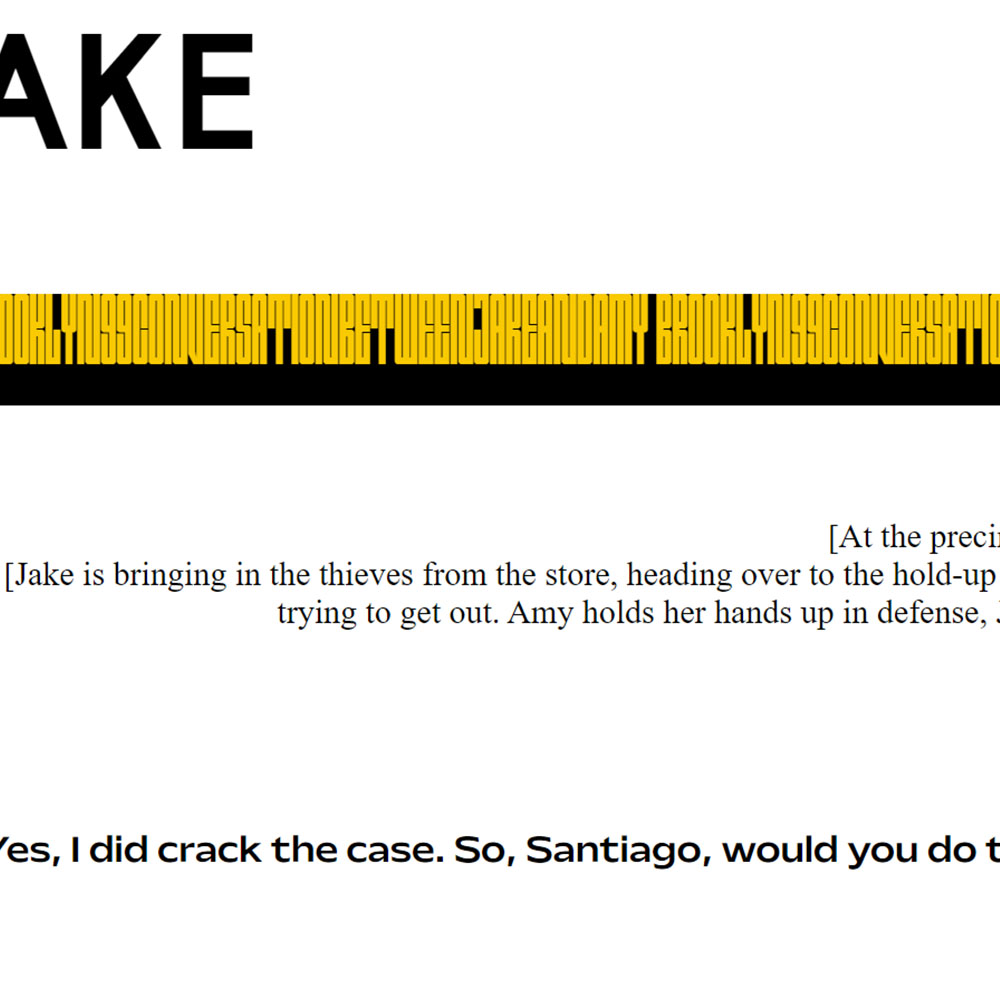 AKE
OOKLYN99CONVERSATIONBETWEENJAKEANDAMY BROOKLYN99CONVERSATIO
[At the preci
[Jake is bringing in the thieves from the store, heading over to the hold-up
trying to get out. Amy holds her hands up in defense, J
Yes, I did crack the case. So, Santiago, would you do t